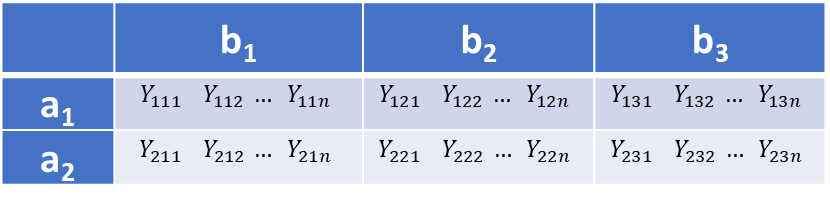 b₁ b₂ b₃
a₁ Y₁₁₁ Y₁₁₂ ... Y₁₁ₙ Y₁₂₁ Y₁₂₂ ... Y₁₂ₙ Y₁₃₁ Y₁₃₂ ... Y₁₃ₙ
a₂ Y₂₁₁ Y₂₁₂ ... Y₂₁ₙ Y₂₂₁ Y₂₂₂ ... Y₂₂ₙ Y₂₃₁ Y₂₃₂ ... Y₂₃ₙ